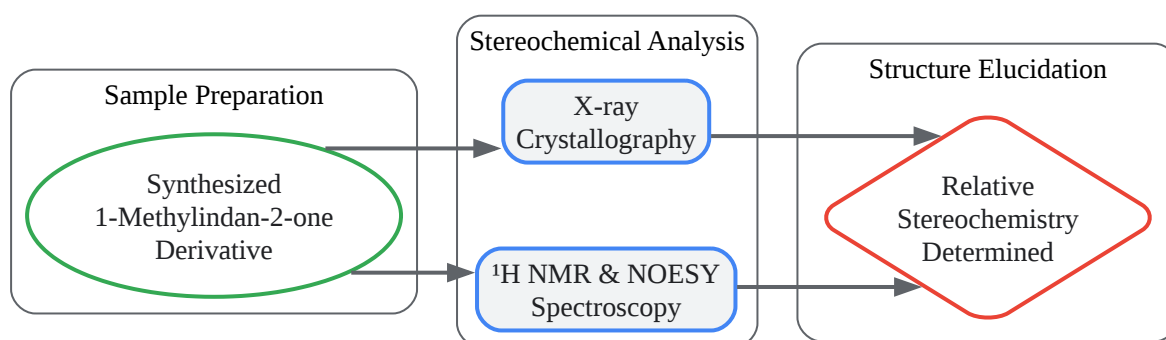 Sample Preparation
Synthesized
1-Methylindan-2-one
Derivative
Stereochemical Analysis
X-ray
Crystallography
¹H NMR & NOESY
Spectroscopy
Structure Elucidation
Relative
Stereochemistry
Determined